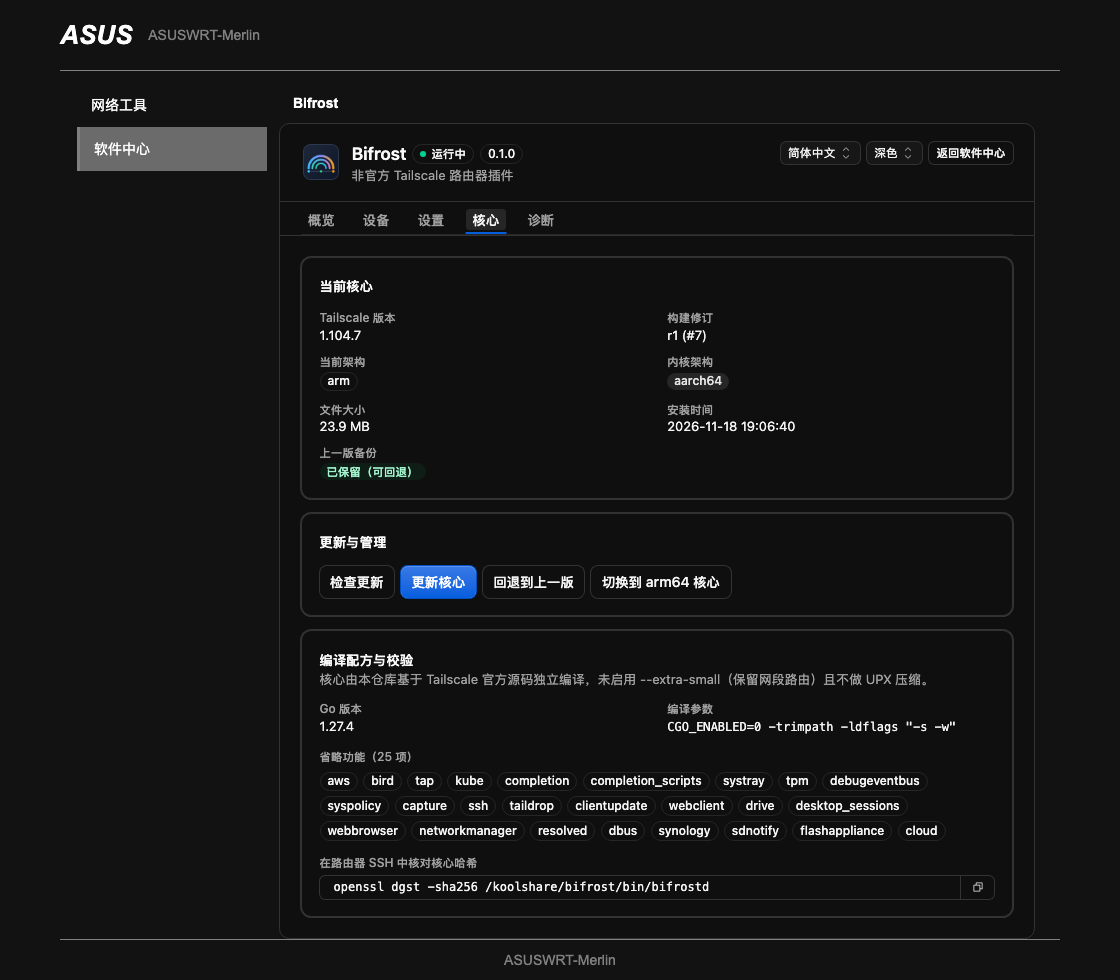 ASUS ASUSWRT-Merlin
网络工具
软件中心
Bifrost
Bifrost 运行中 0.1.0
非官方 Tailscale 路由器插件
简体中文 深色 返回软件中心
概览 设备 设置 核心 诊断
当前核心
Tailscale 版本 构建修订
1.104.7 r1 (#7)
当前架构 内核架构
arm aarch64
文件大小 安装时间
23.9 MB 2026-11-18 19:06:40
上一版备份
已保留（可回退）
更新与管理
检查更新 更新核心 回退到上一版 切换到 arm64 核心
编译配方与校验
核心由本仓库基于 Tailscale 官方源码独立编译，未启用 --extra-small（保留网段路由）且不做 UPX 压缩。
Go 版本 编译参数
1.27.4 CGO_ENABLED=0 -trimpath -ldflags "-s -w"
省略功能（25 项）
aws bird tap kube completion completion_scripts systray tpm debugeventbus
syspolicy capture ssh taildrop clientupdate webclient drive desktop_sessions
webbrowser networkmanager resolved dbus synology sdnotify flashappliance cloud
在路由器 SSH 中核对核心哈希
openssl dgst -sha256 /koolshare/bifrost/bin/bifrostd
ASUSWRT-Merlin